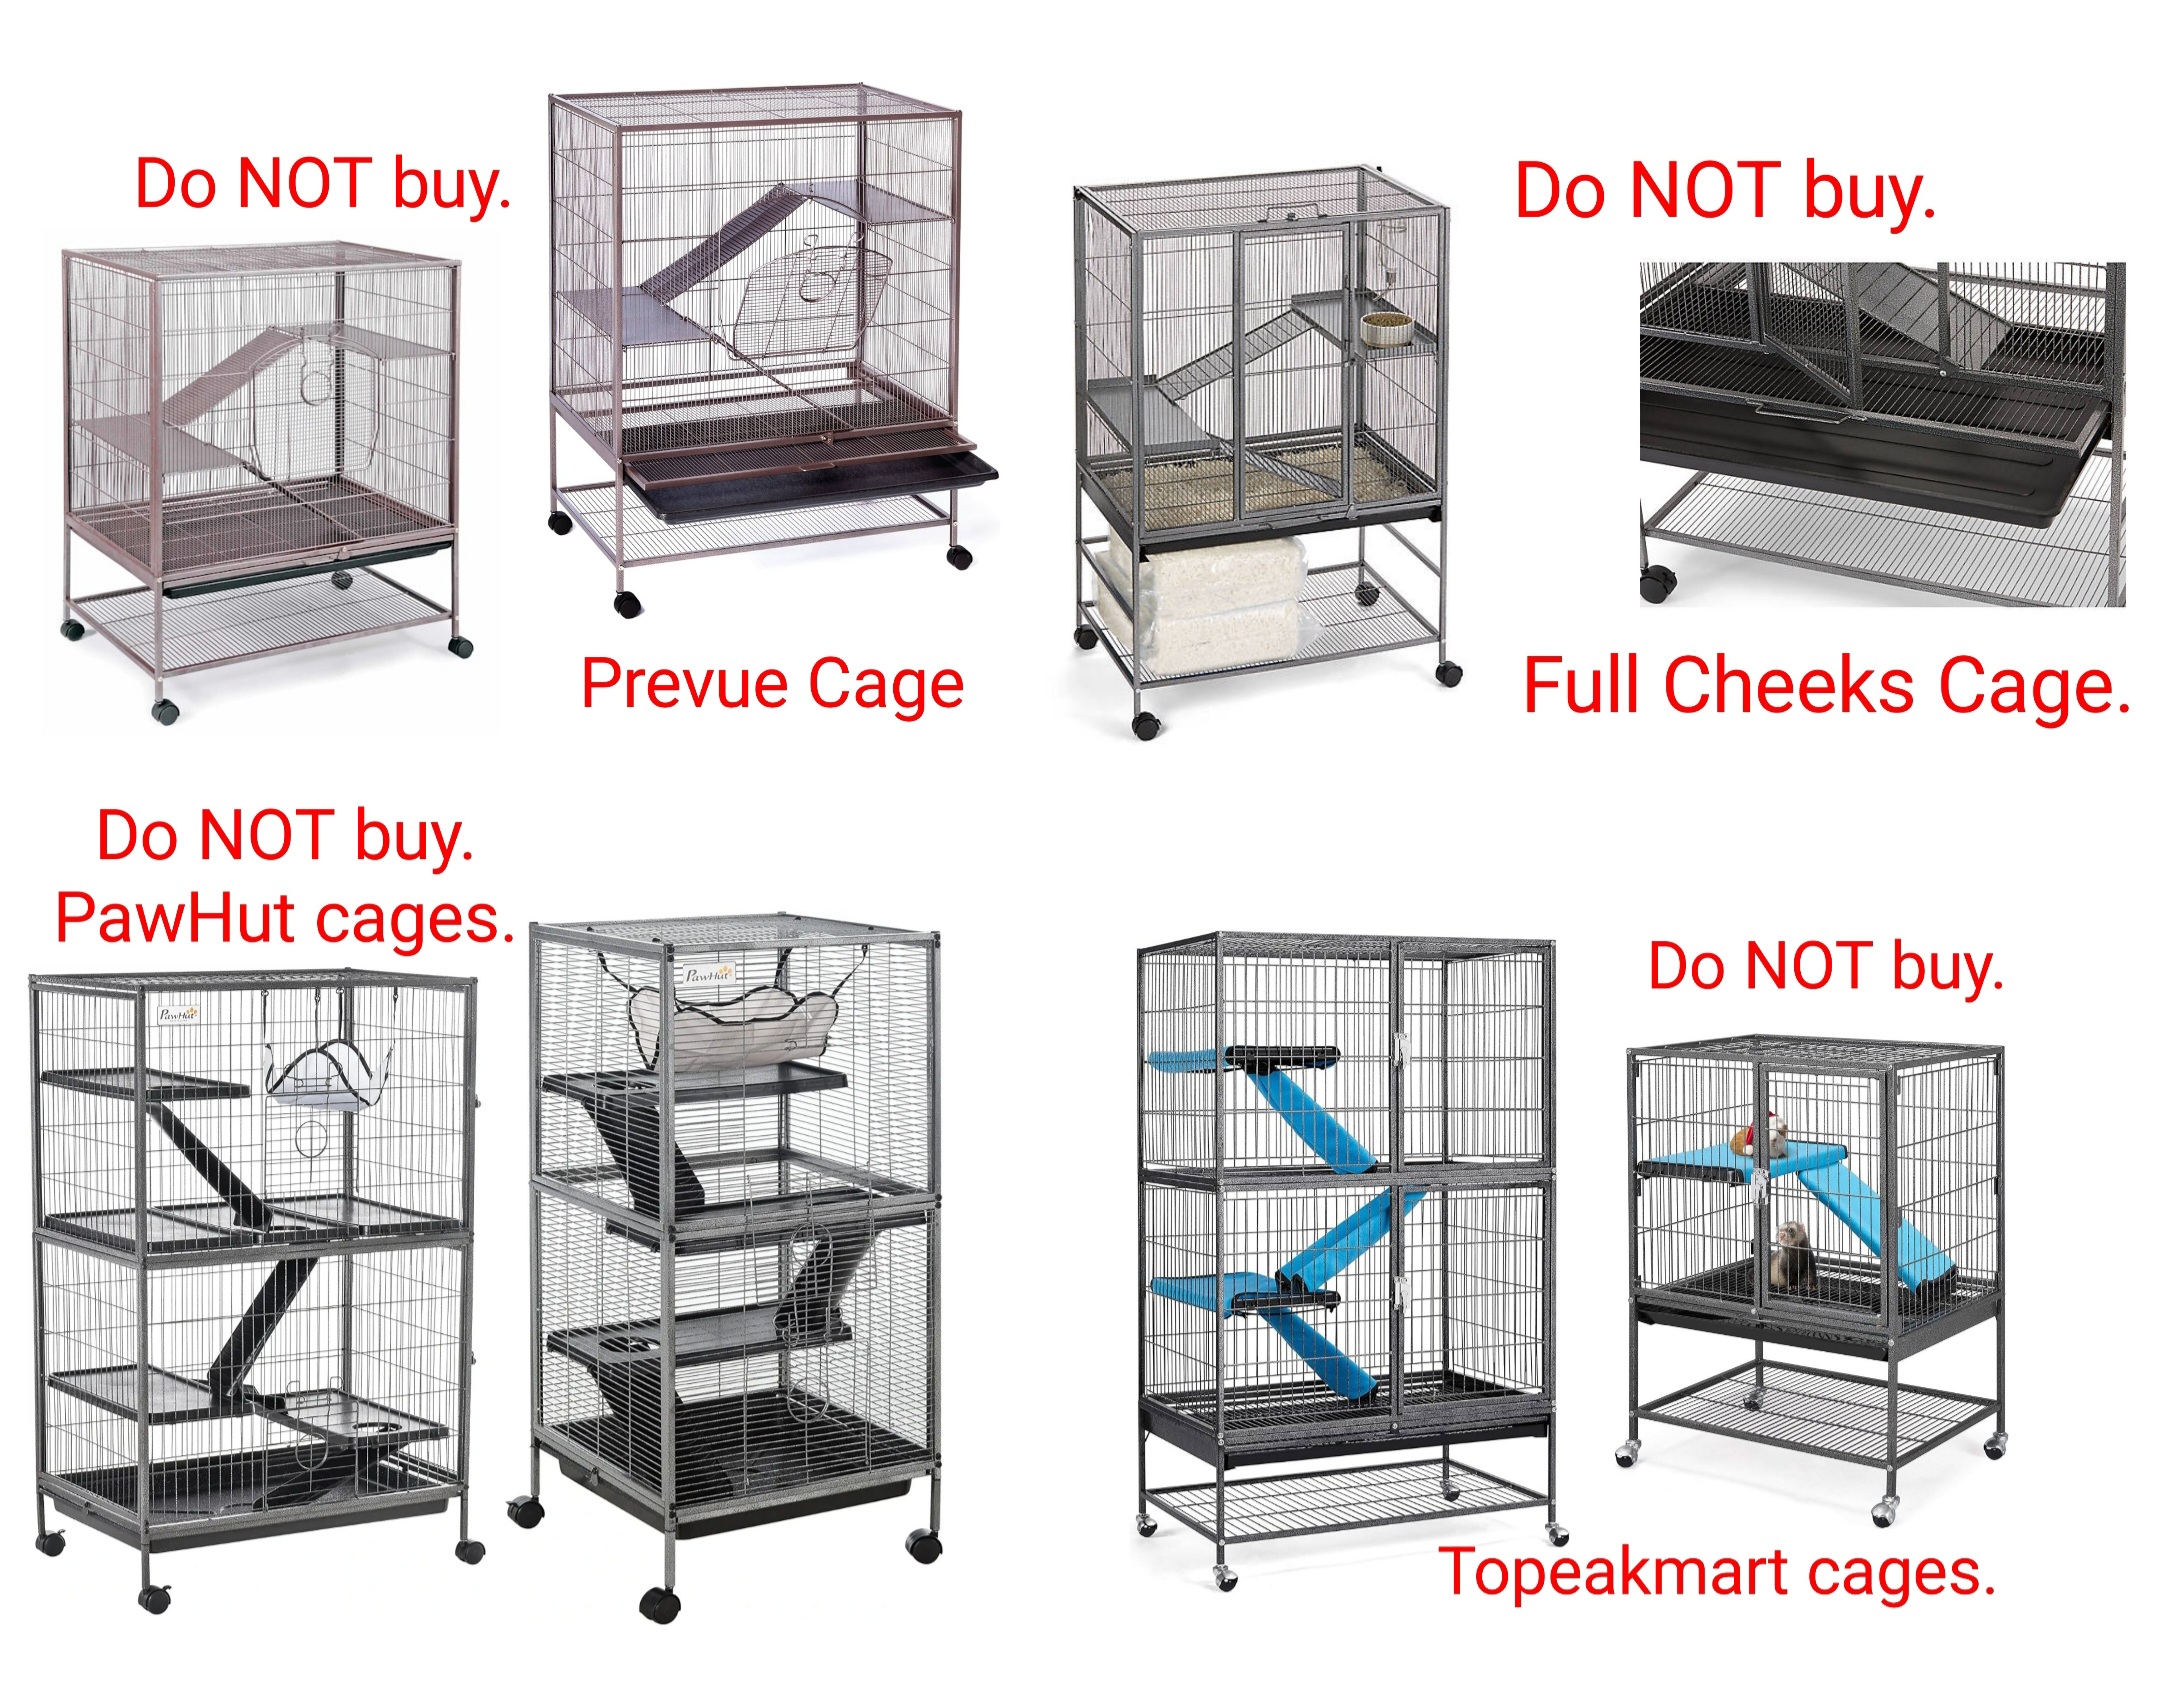 Do NOT buy.
Prevue Cage
Do NOT buy.
Full Cheeks Cage.
Do NOT buy.
PawHut cages.
PawHut
PawHut
Do NOT buy.
Topeakmart cages.